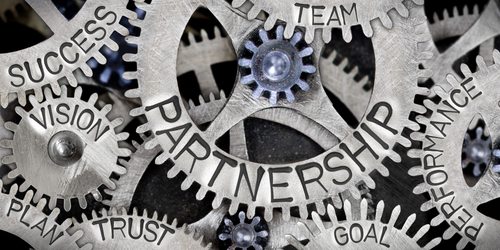 SUCCESS
TEAM
VISION
PARTNERSHIP
PERFORMANCE
PLAN
TRUST
GOAL